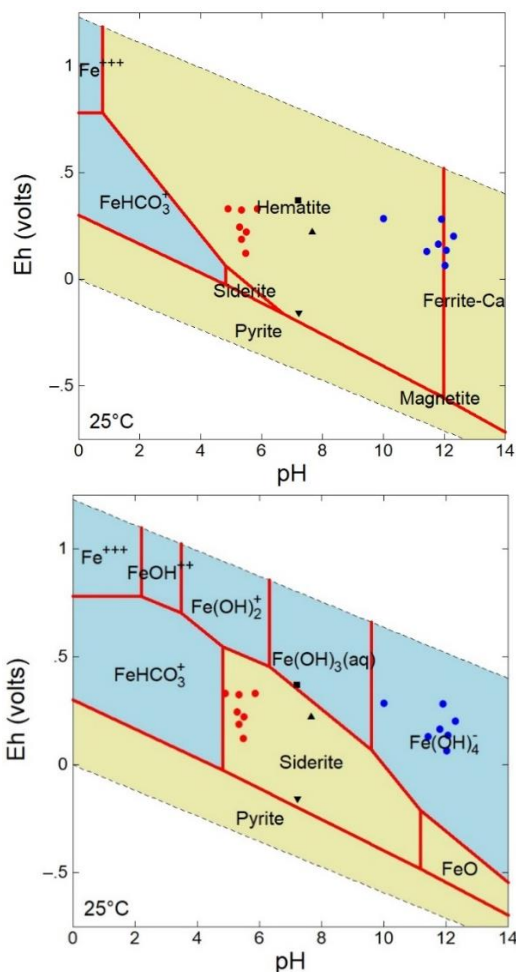 1
Fe+++
0.5
FeHCO3+
Hematite
Eh (volts)
0
Siderite
Ferrite-Ca
Pyrite
–.5
Magnetite
25°C
0 2 4 6 8 10 12 14
pH
1
Fe+++
FeOH++
Fe(OH)2+
0.5
FeHCO3+
Fe(OH)3(aq)
Eh (volts)
Fe(OH)4-
Siderite
0
Pyrite
FeO
–.5
25°C
0 2 4 6 8 10 12 14
pH